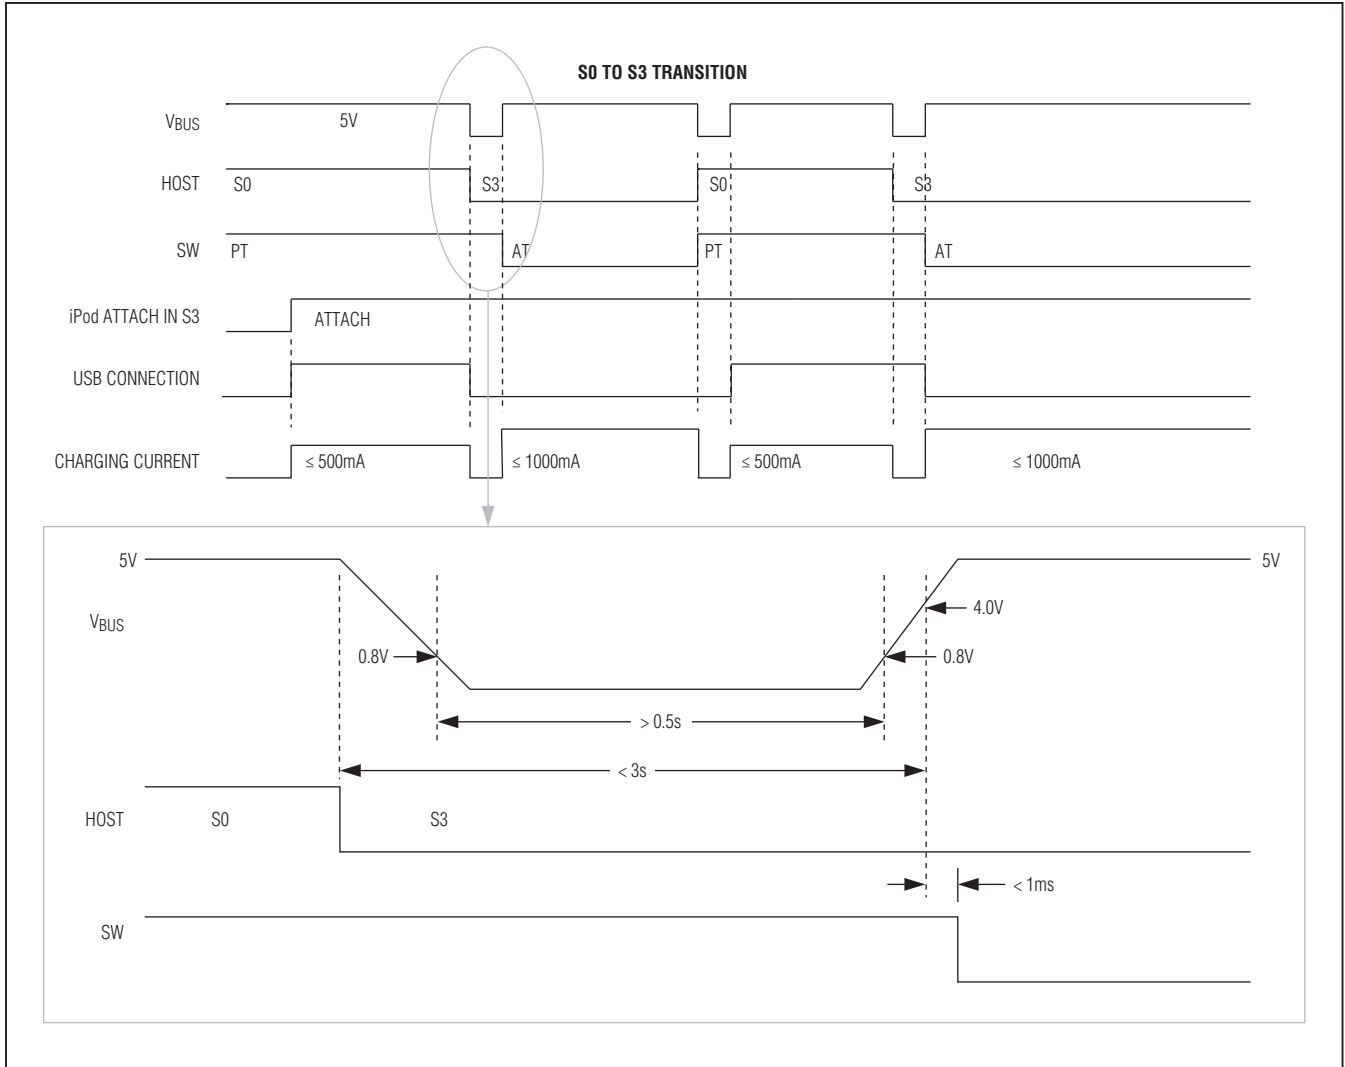 S0 TO S3 TRANSITION
VBUS 5V
HOST S0 S3 S0 S3
SW PT AT PT AT
iPod ATTACH IN S3 ATTACH
USB CONNECTION
CHARGING CURRENT ≤ 500mA ≤ 1000mA ≤ 500mA ≤ 1000mA
5V 5V
4.0V
VBUS
0.8V 0.8V
> 0.5s
< 3s
HOST S0 S3
< 1ms
SW